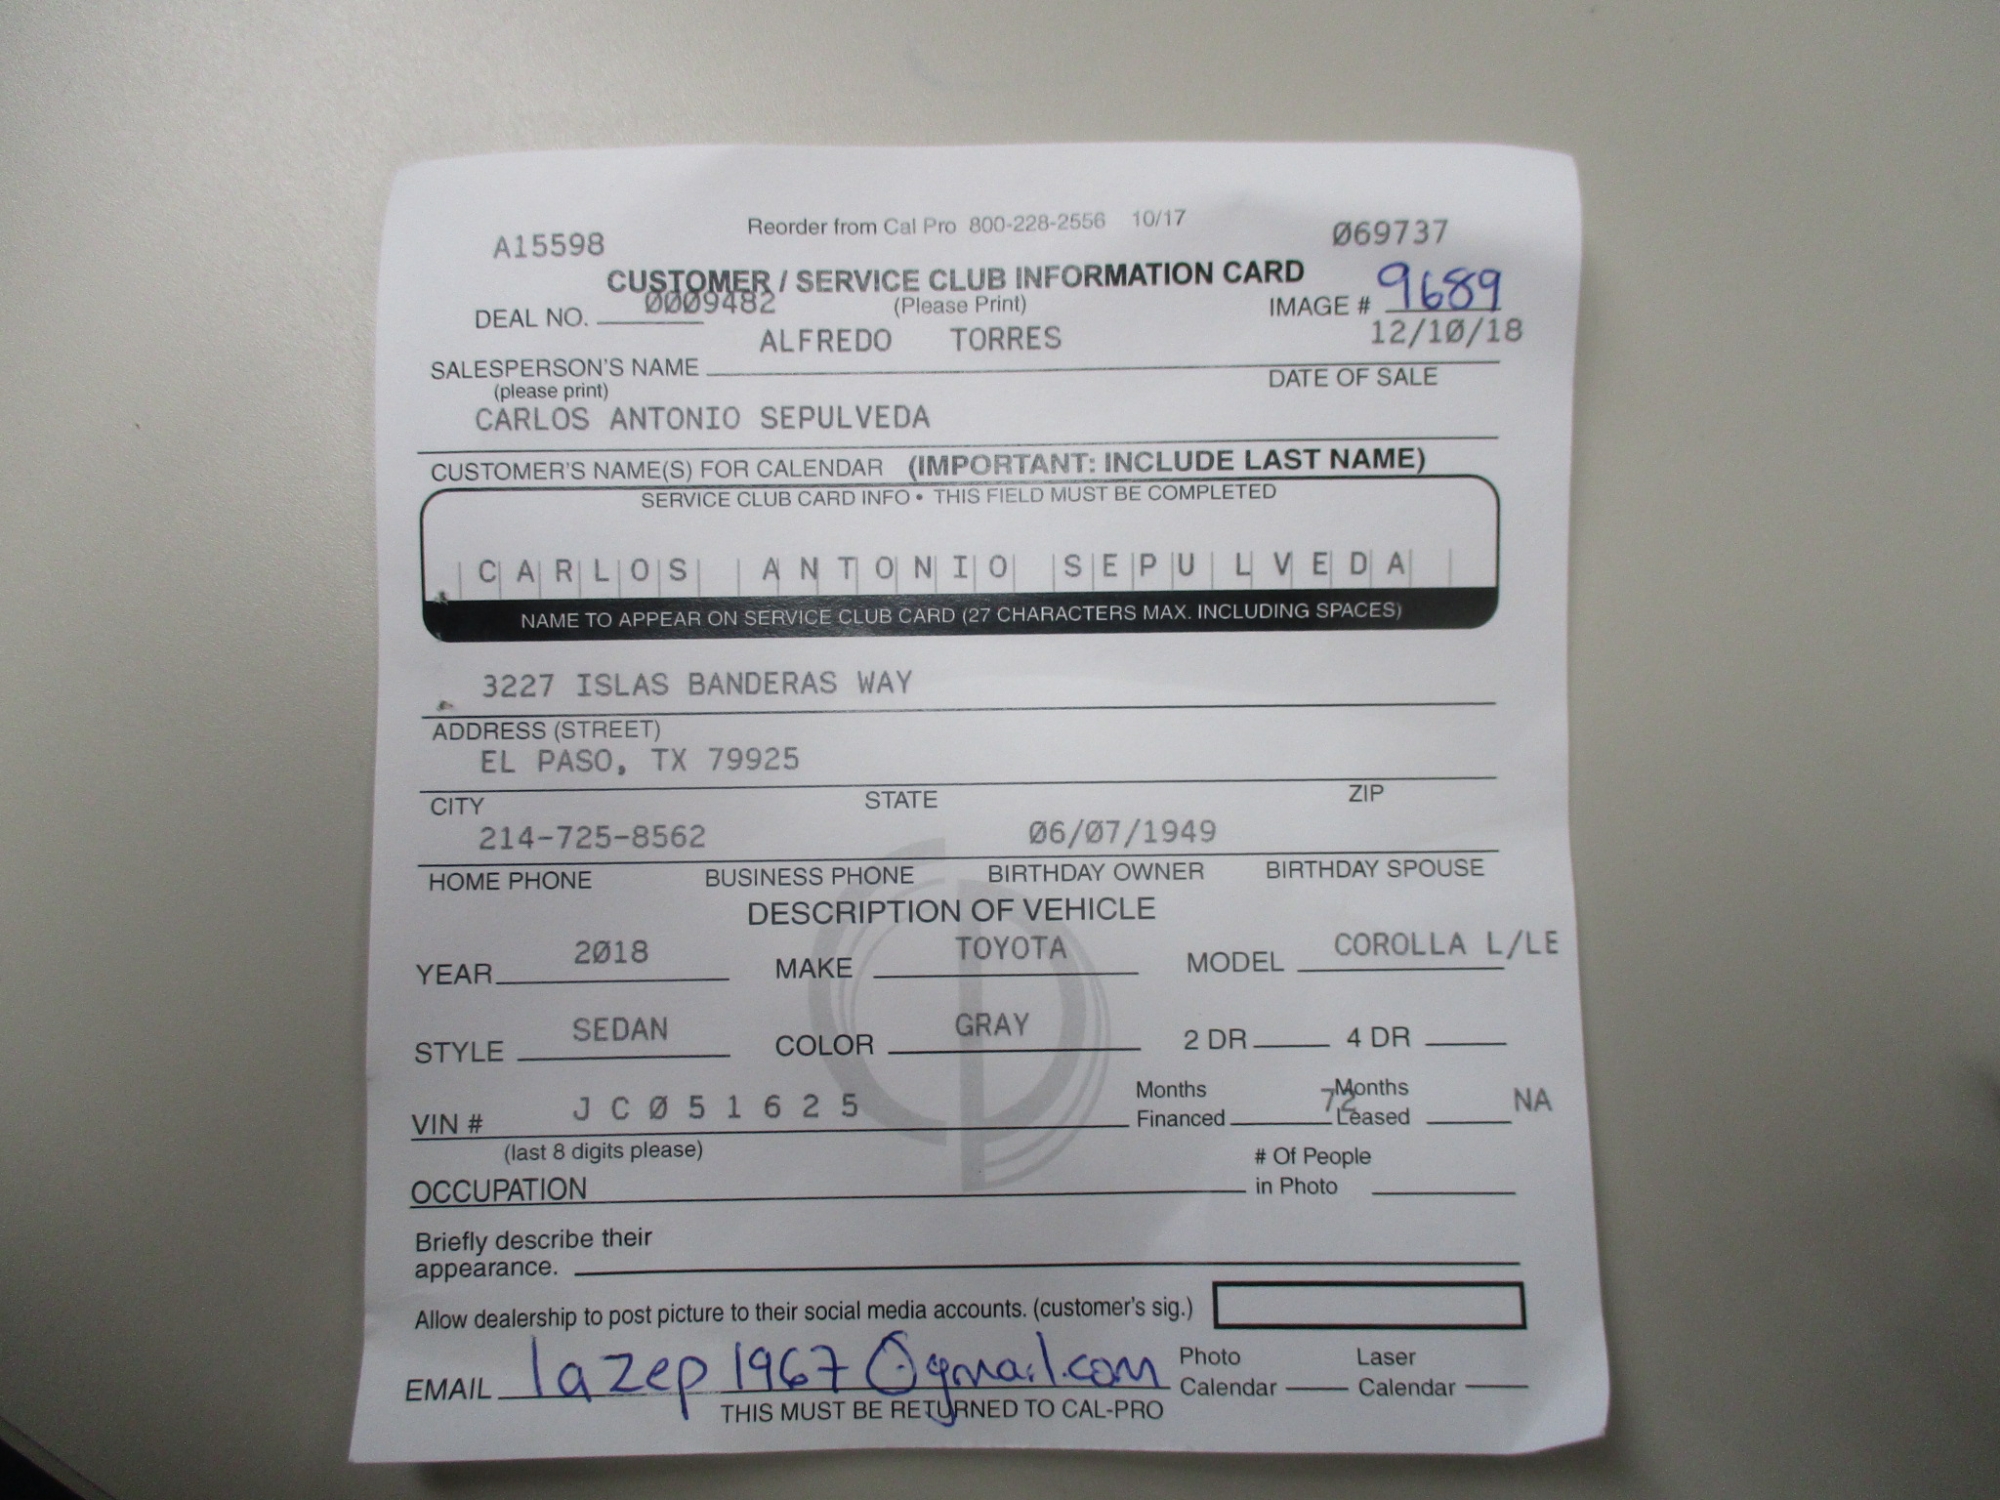 Reorder from Cal Pro 800-228-2556 10/17
A15598 Ø69737
CUSTOMER / SERVICE CLUB INFORMATION CARD
DEAL NO. ØØØ9482 (Please Print) IMAGE # 9689
ALFREDO TORRES 12/1Ø/18
SALESPERSON'S NAME DATE OF SALE
(please print)
CARLOS ANTONIO SEPULVEDA
CUSTOMER'S NAME(S) FOR CALENDAR (IMPORTANT: INCLUDE LAST NAME)
SERVICE CLUB CARD INFO • THIS FIELD MUST BE COMPLETED
CARLOS ANTONIO SEPULVEDA
NAME TO APPEAR ON SERVICE CLUB CARD (27 CHARACTERS MAX. INCLUDING SPACES)
3227 ISLAS BANDERAS WAY
ADDRESS (STREET)
EL PASO, TX 79925
CITY STATE ZIP
214-725-8562 Ø6/Ø7/1949
HOME PHONE BUSINESS PHONE BIRTHDAY OWNER BIRTHDAY SPOUSE
DESCRIPTION OF VEHICLE
YEAR 2Ø18 MAKE TOYOTA MODEL COROLLA L/LE
STYLE SEDAN COLOR GRAY 2 DR 4 DR
VIN # J C Ø 5 1 6 2 5 Months Financed 72 Months Leased NA
(last 8 digits please)
OCCUPATION # Of People in Photo
Briefly describe their
appearance.
Allow dealership to post picture to their social media accounts. (customer's sig.)
EMAIL lazep1967@gmail.com Photo Calendar Laser Calendar
THIS MUST BE RETURNED TO CAL-PRO